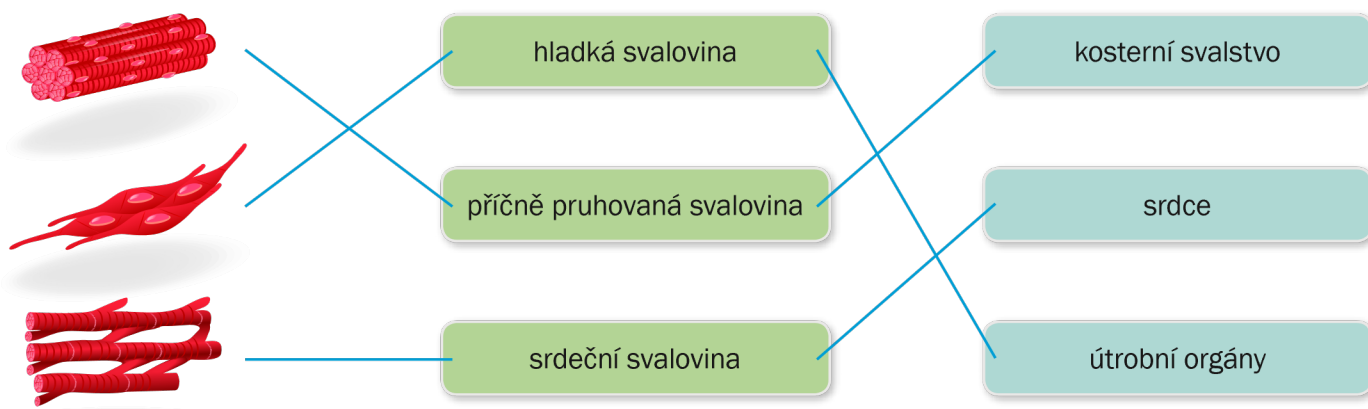 hladká svalovina
kosterní svalstvo
příčně pruhovaná svalovina
srdce
srdeční svalovina
útrobní orgány